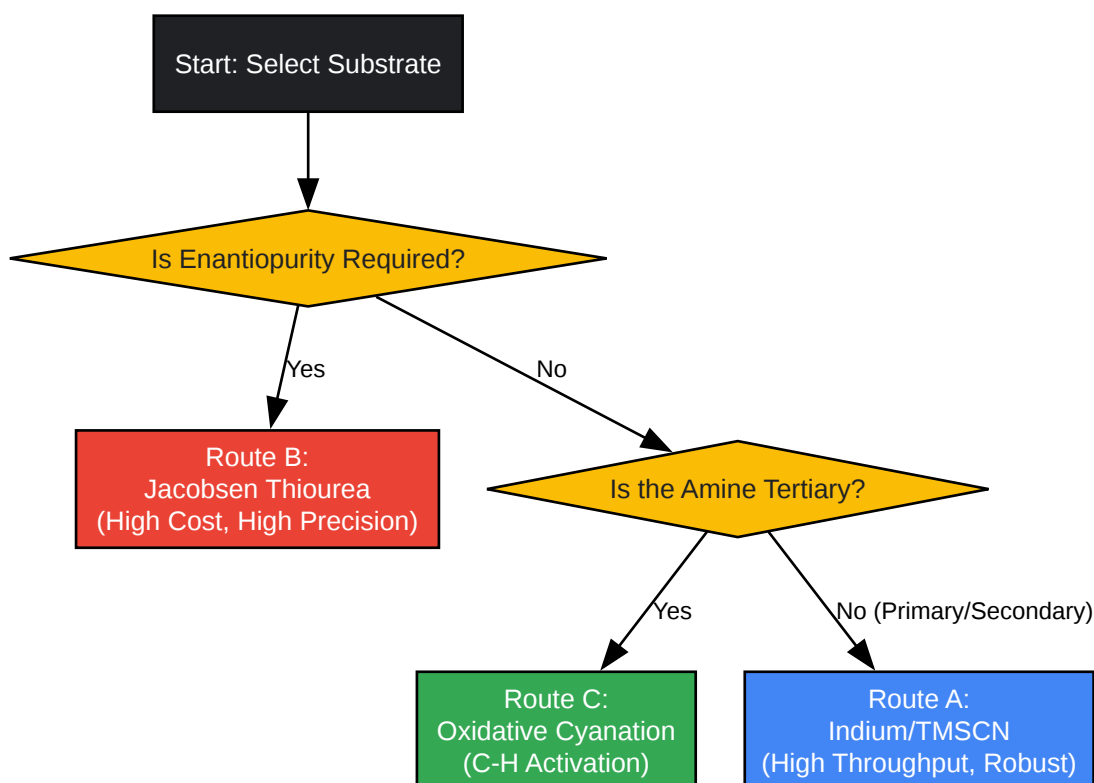 Start: Select Substrate
Is Enantiopurity Required?
Yes
No
Route B:
Jacobsen Thiourea
(High Cost, High Precision)
Is the Amine Tertiary?
Yes
No (Primary/Secondary)
Route C:
Oxidative Cyanation
(C-H Activation)
Route A:
Indium/TMSCN
(High Throughput, Robust)